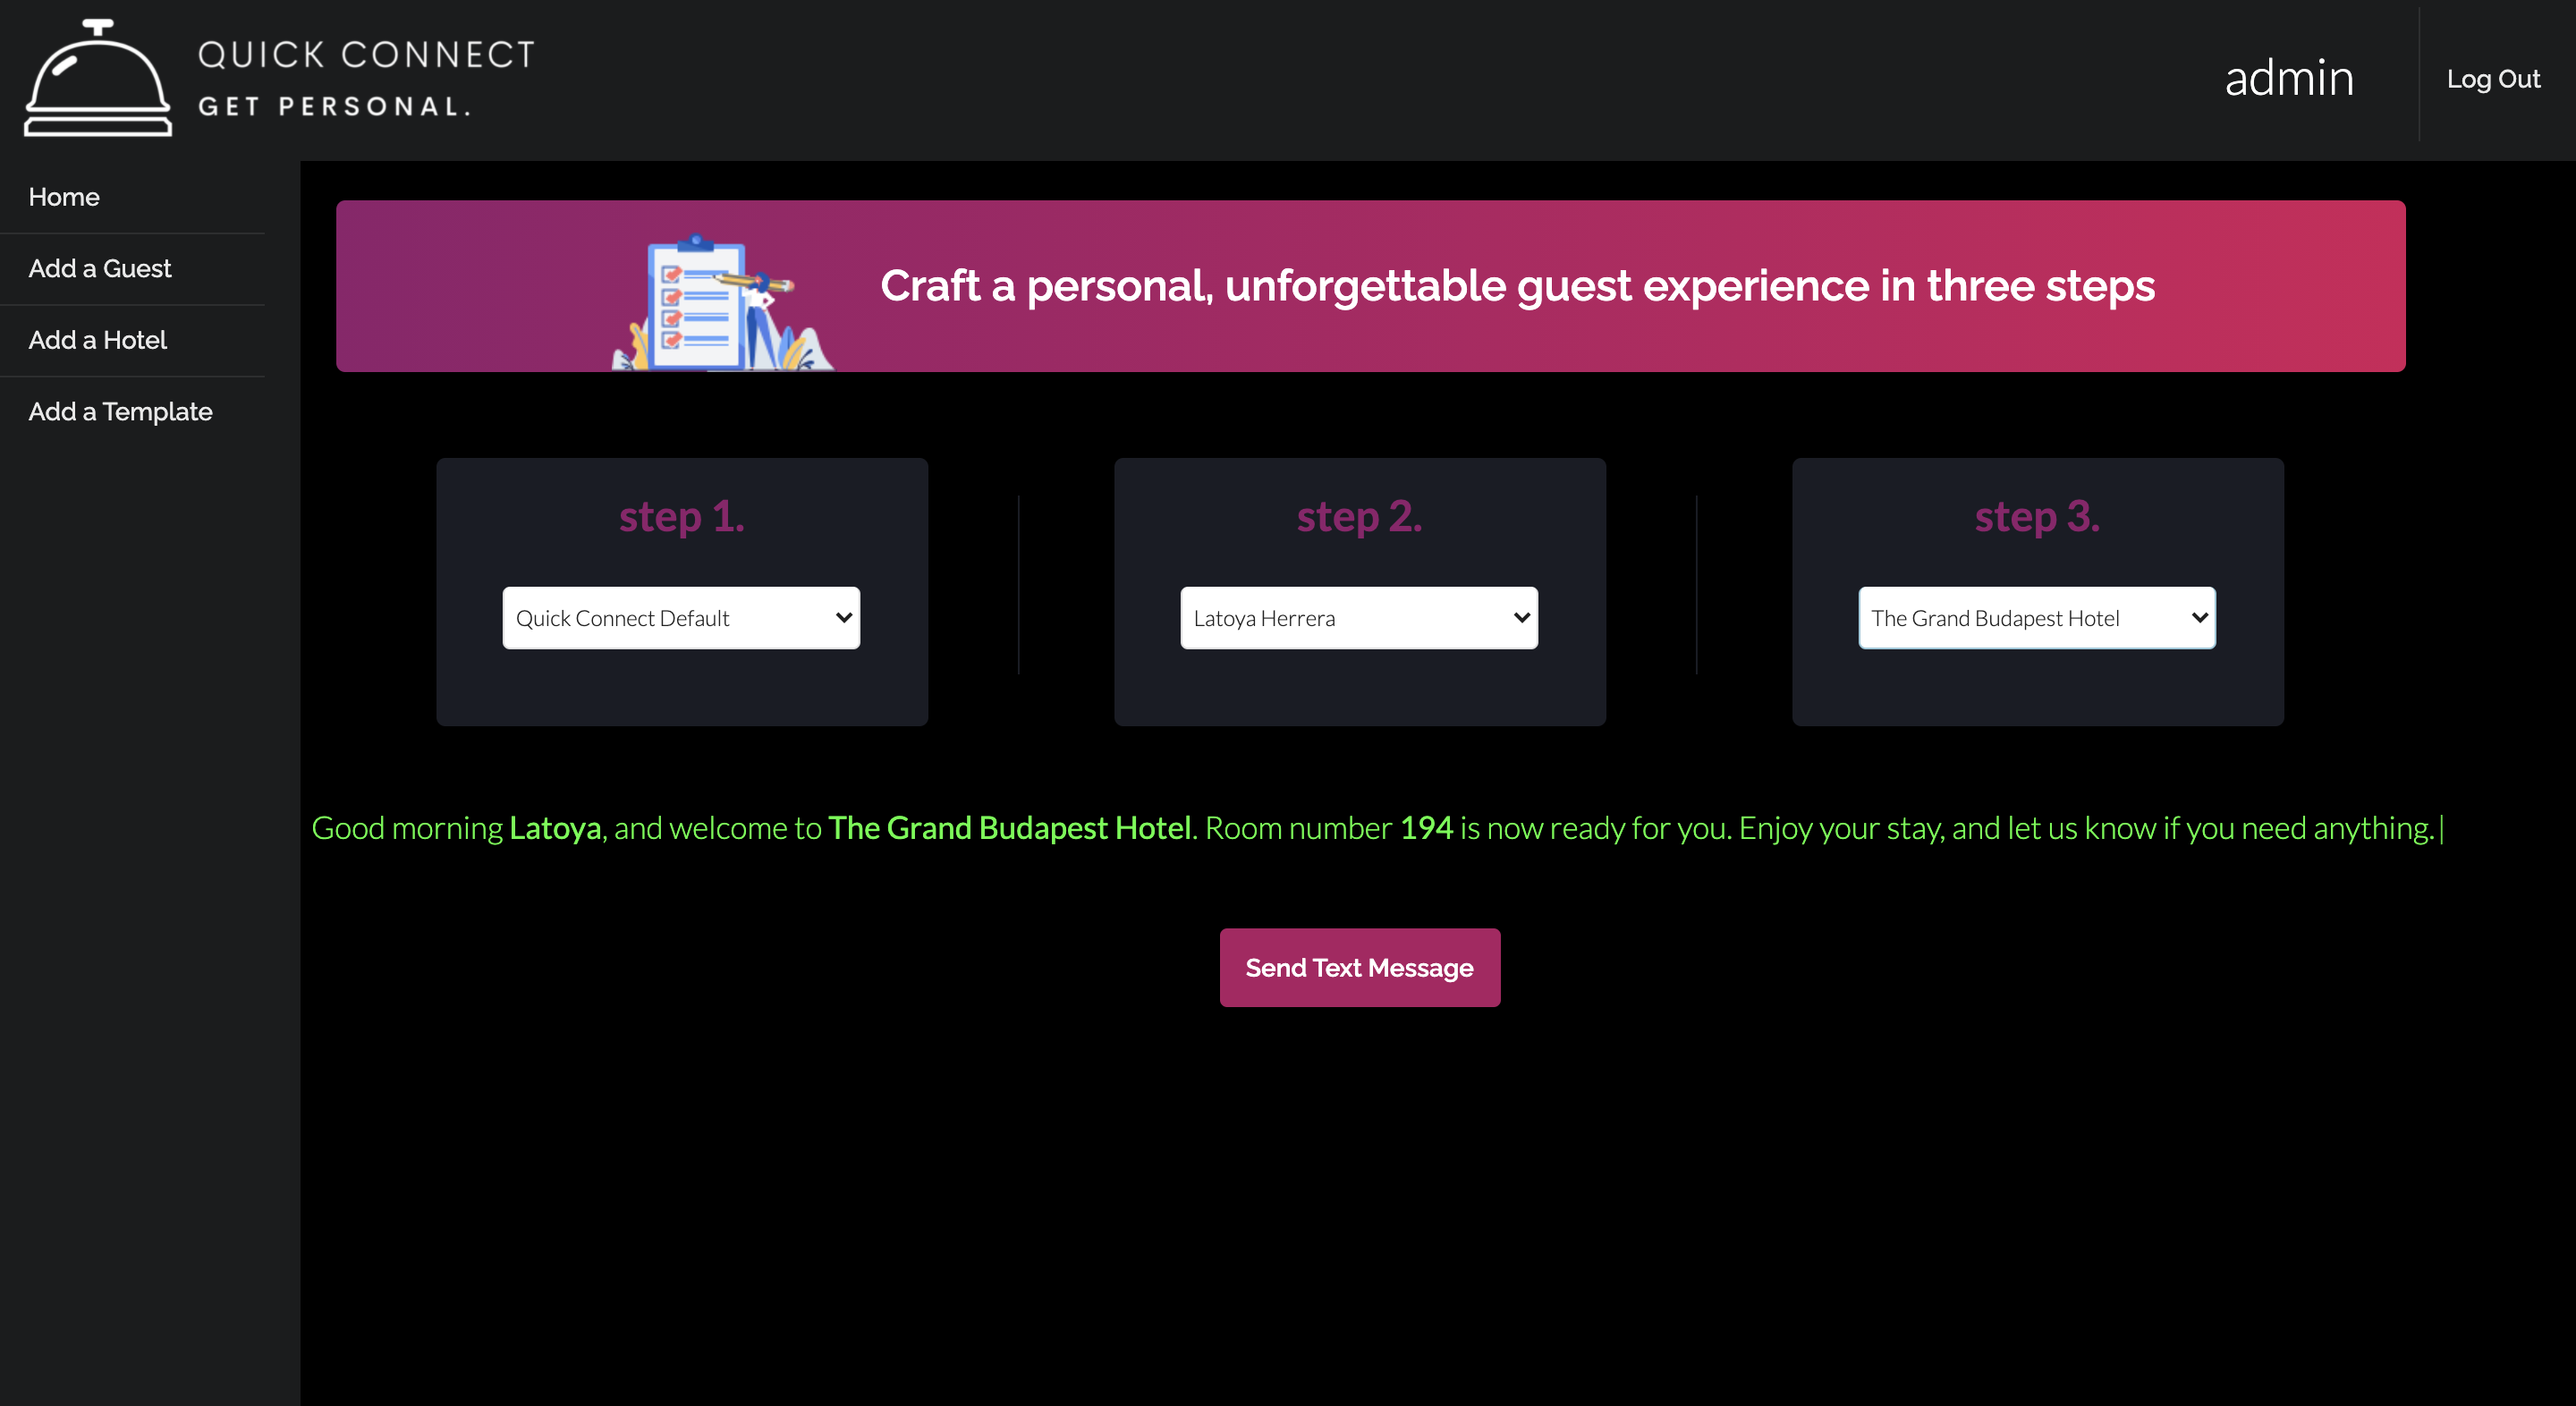 QUICK CONNECT
GET PERSONAL.
admin
Log Out
Home
Add a Guest
Add a Hotel
Add a Template
Craft a personal, unforgettable guest experience in three steps
step 1.
Quick Connect Default
step 2.
Latoya Herrera
step 3.
The Grand Budapest Hotel
Good morning Latoya, and welcome to The Grand Budapest Hotel. Room number 194 is now ready for you. Enjoy your stay, and let us know if you need anything.|
Send Text Message